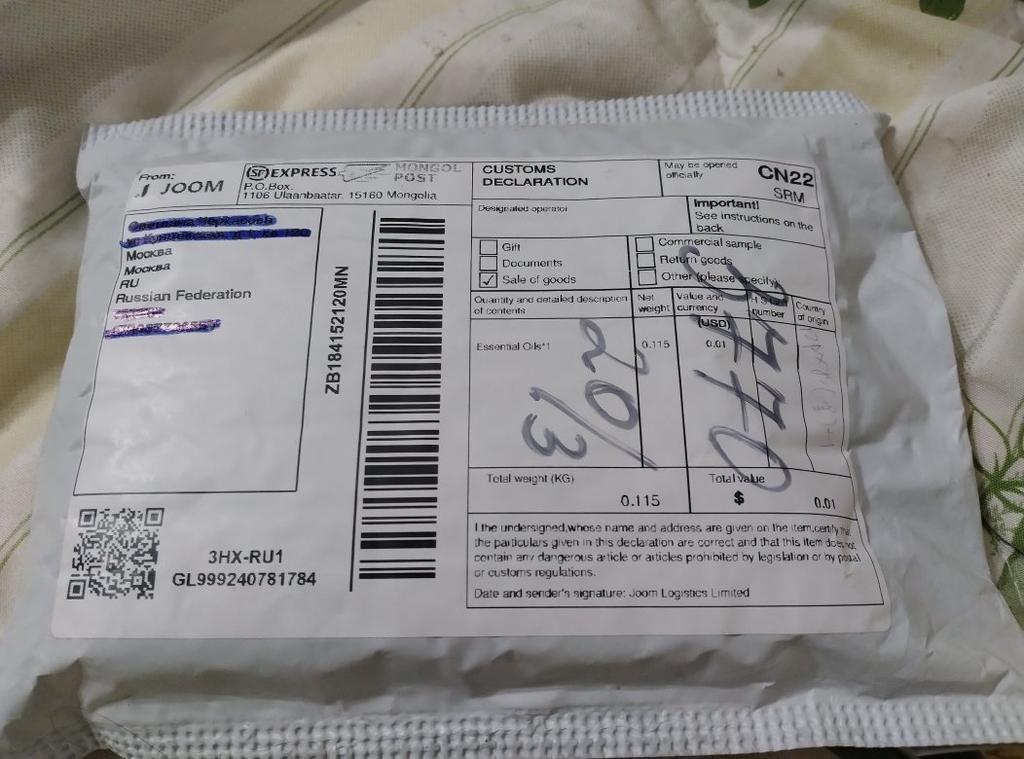 From:
JOOM
SF EXPRESS
MONGOL
POST
P.O.Box.
1106 Ulaanbaatar. 15160 Mongolia
Москва
Москва
RU
Russian Federation
ZB184152120MN
3HX-RU1
GL999240781784
CUSTOMS
DECLARATION
May be opened
officially
CN22
SRM
Designated operator
Important!
See instructions on the
back
Gift
Documents
✓ Sale of goods
Commercial sample
Return goods
Other (please specify)
Quantity and detailed description
of contents
Net
weight
Value and
currency
(USD)
number
Country
of origin
Essential Oils*1
0.115
0.01
20/3
3770
Total weight (KG)
0.115
Total value
$
0.01
I the undersigned,whose name and address are given on the item,certify that
the particulars given in this declaration are correct and that this item does not
contain any dangerous article or articles prohibited by legislation or by postal
or customs regulations.
Date and sender's signature: Joom Logistics Limited